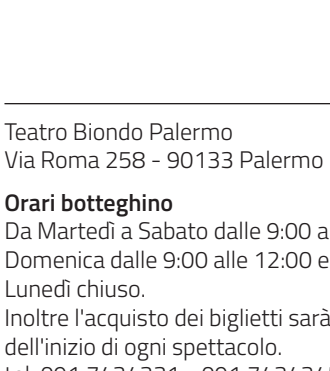 Teatro Biondo Palermo
Via Roma 258 - 90133 Palermo
Orari botteghino
Da Martedì a Sabato dalle 9:00 a
Domenica dalle 9:00 alle 12:00 e
Lunedì chiuso.
Inoltre l'acquisto dei biglietti sarà
dell'inizio di ogni spettacolo.